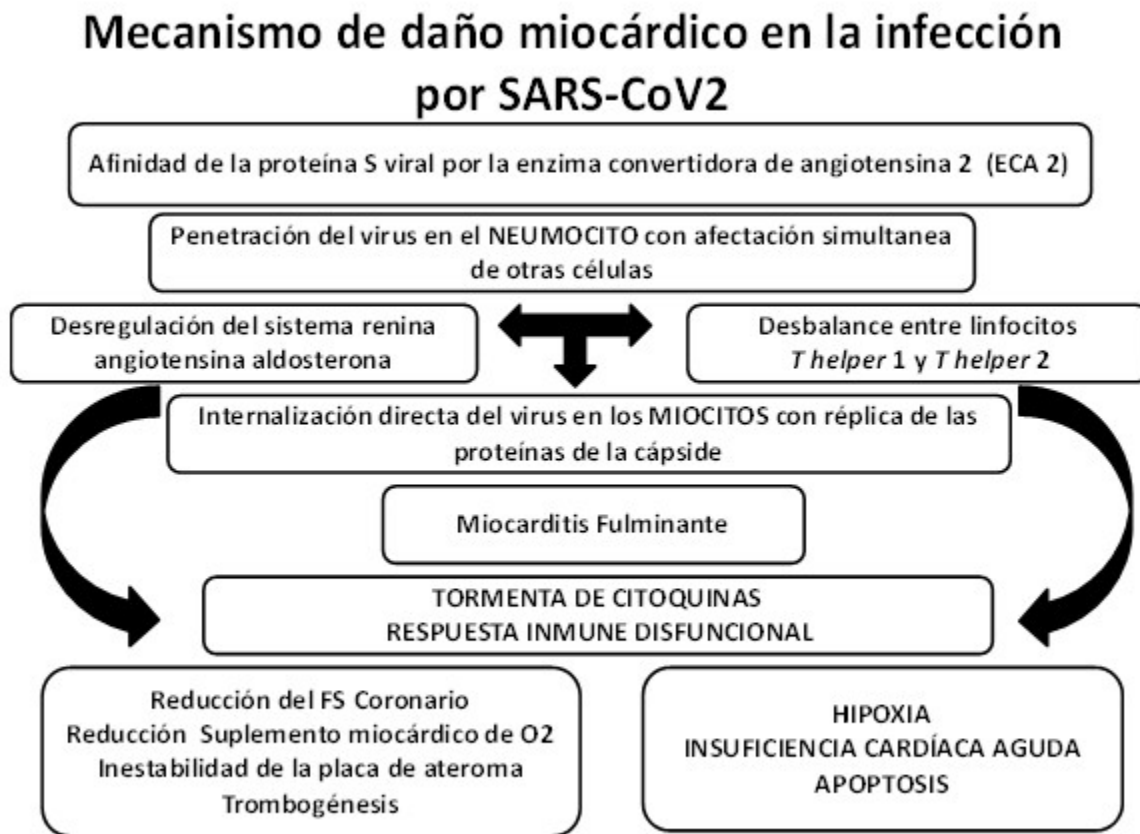 Mecanismo de daño miocárdico en la infección
por SARS-CoV2
Afinidad de la proteína S viral por la enzima convertidora de angiotensina 2 (ECA 2)
Penetración del virus en el NEUMOCITO con afectación simultanea
de otras células
Desregulación del sistema renina
angiotensina aldosterona
Desbalance entre linfocitos
T helper 1 y T helper 2
Internalización directa del virus en los MIOCITOS con réplica de las
proteínas de la cápside
Miocarditis Fulminante
TORMENTA DE CITOQUINAS
RESPUESTA INMUNE DISFUNCIONAL
Reducción del FS Coronario
Reducción Suplemento miocárdico de O2
Inestabilidad de la placa de ateroma
Trombogénesis
HIPOXIA
INSUFICIENCIA CARDÍACA AGUDA
APOPTOSIS